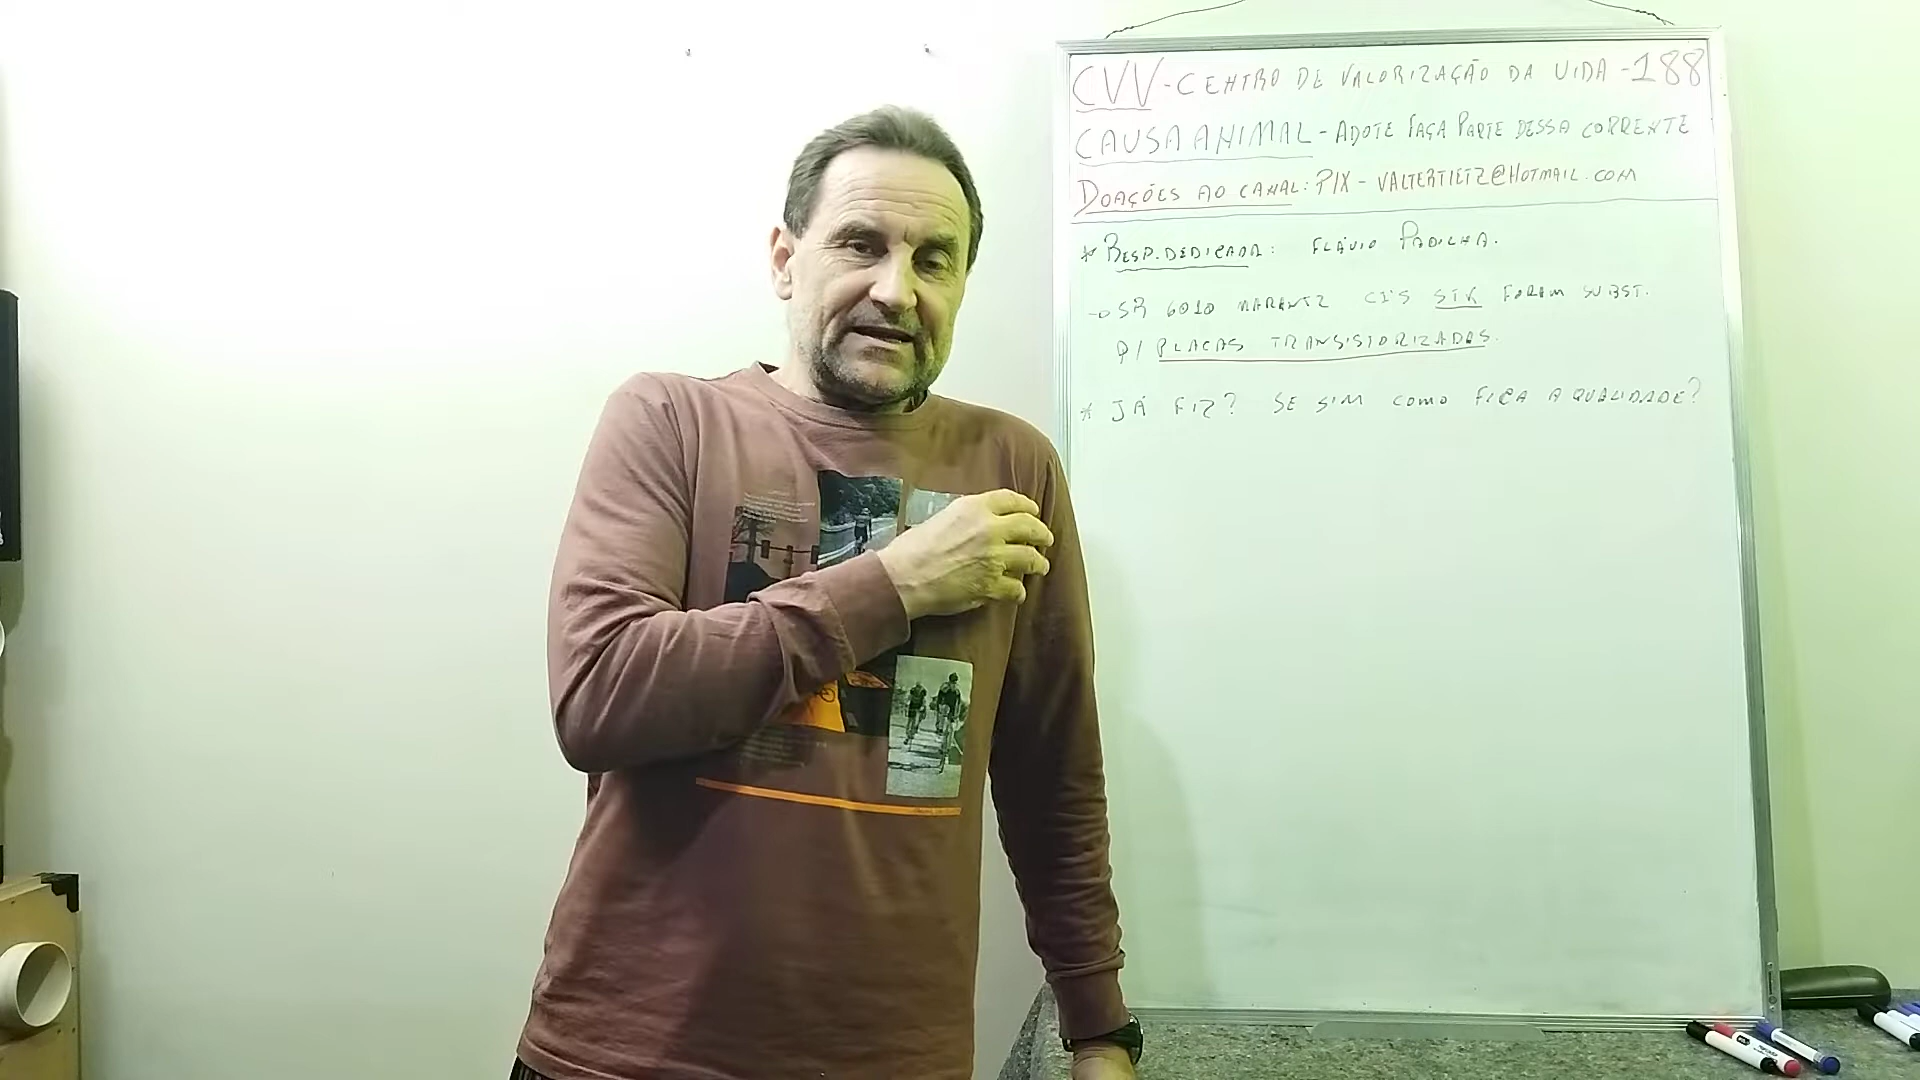 CVV - CENTRO DE VALORIZAÇÃO DA VIDA - 188
CAUSA ANIMAL - ADOTE FAÇA PARTE DESSA CORRENTE
DOAÇÕES AO CANAL: PIX - VALTERTIETZ@HOTMAIL.COM
* RESP. DEDICADA: FLÁVIO PADILHA.
→ SR 6010 MARANTZ CI'S STK FORAM SUBST.
P/ PLACAS TRANSISTORIZADAS.
* JÁ FIZ? SE SIM COMO FICA A QUALIDADE?